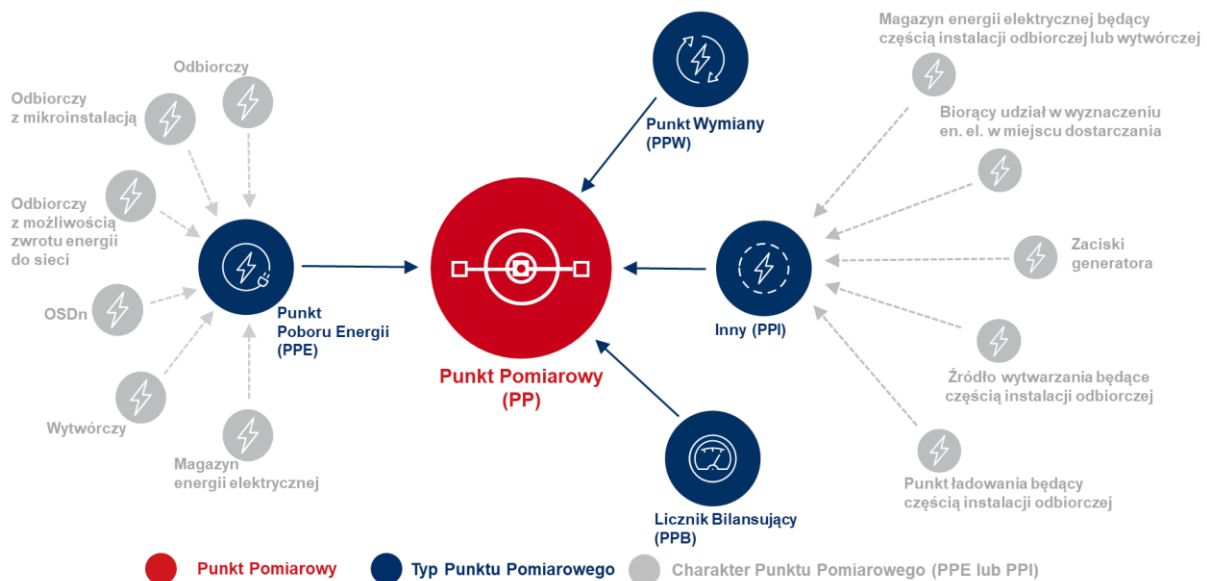 Odbiorczy
Odbiorczy
z mikroinstalacją
Odbiorczy
z możliwością
zwrotu energii
do sieci
OSDn
Wytwórczy
Magazyn
energii elektrycznej
Punkt
Poboru Energii
(PPE)
Punkt Wymiany
(PPW)
Punkt Pomiarowy
(PP)
Inny (PPI)
Licznik Bilansujący
(PPB)
Magazyn energii elektrycznej będący
częścią instalacji odbiorczej lub wytwórczej
Biorący udział w wyznaczeniu
en. el. w miejscu dostarczania
Zaciski
generatora
Źródło wytwarzania będące
częścią instalacji odbiorczej
Punkt ładowania będący
częścią instalacji odbiorczej
Punkt Pomiarowy
Typ Punktu Pomiarowego
Charakter Punktu Pomiarowego (PPE lub PPI)